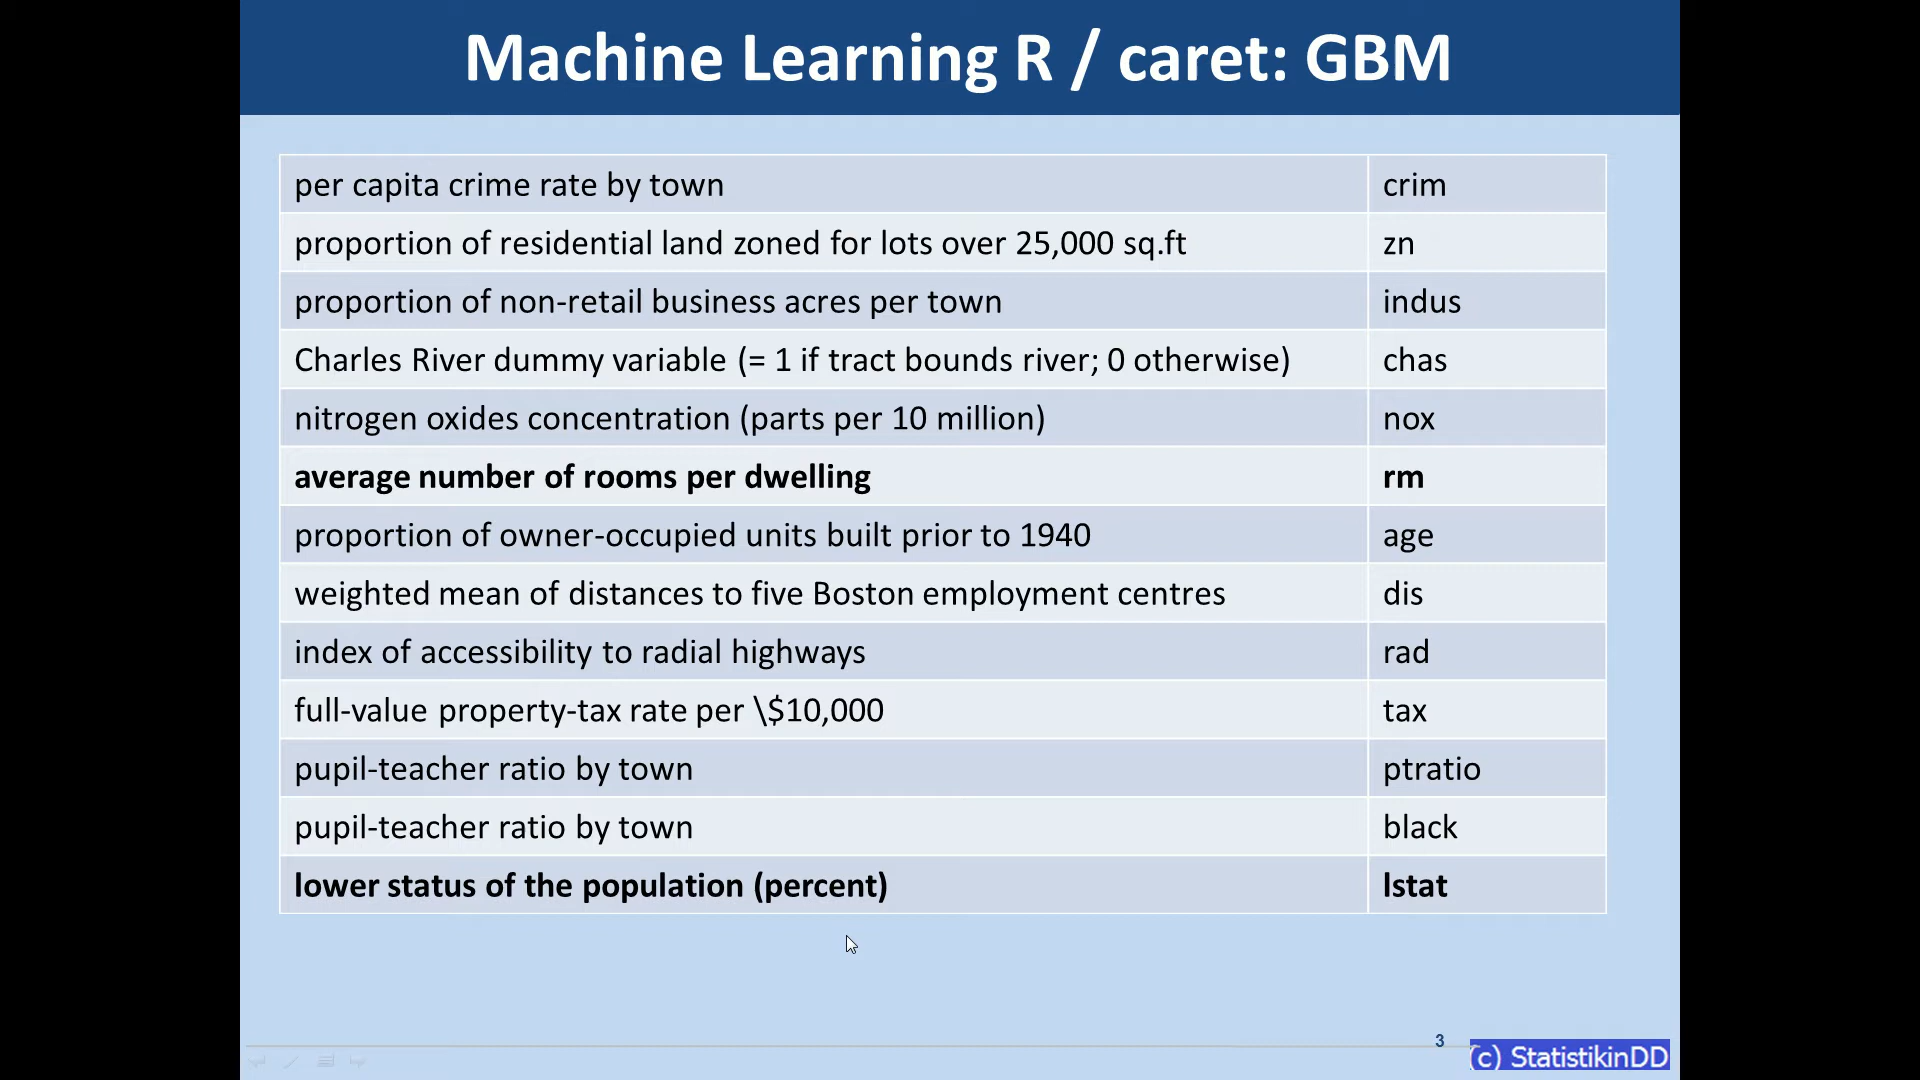 Machine Learning R / caret: GBM
per capita crime rate by town crim
proportion of residential land zoned for lots over 25,000 sq.ft zn
proportion of non-retail business acres per town indus
Charles River dummy variable (= 1 if tract bounds river; 0 otherwise) chas
nitrogen oxides concentration (parts per 10 million) nox
average number of rooms per dwelling rm
proportion of owner-occupied units built prior to 1940 age
weighted mean of distances to five Boston employment centres dis
index of accessibility to radial highways rad
full-value property-tax rate per \$10,000 tax
pupil-teacher ratio by town ptratio
pupil-teacher ratio by town black
lower status of the population (percent) lstat
3
(c) StatistikinDD